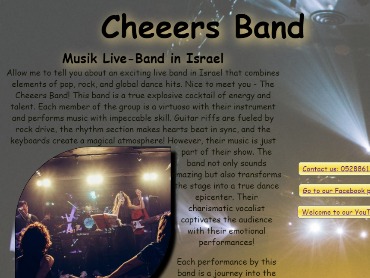 Cheeers Band
Musik Live-Band in Israel
Allow me to tell you about an exciting live band in Israel that combines
elements of pop, rock, and global dance hits. Nice to meet you - The
Cheeers Band! This band is a true explosive cocktail of energy and
talent. Each member of the group is a virtuoso with their instrument
and performs music with impeccable skill. Guitar riffs are fueled by
rock drive, the rhythm section makes hearts beat in sync, and the
keyboards create a magical atmosphere! However, their music is just
part of their show. The
band not only sounds
amazing but also transforms
the stage into a true dance
epicenter. Their
charismatic vocalist
captivates the audience
with their emotional
performances!
Each performance by this
band is a journey into the
Contact us: 0528861
Go to our Facebook p
Welcome to our YouT